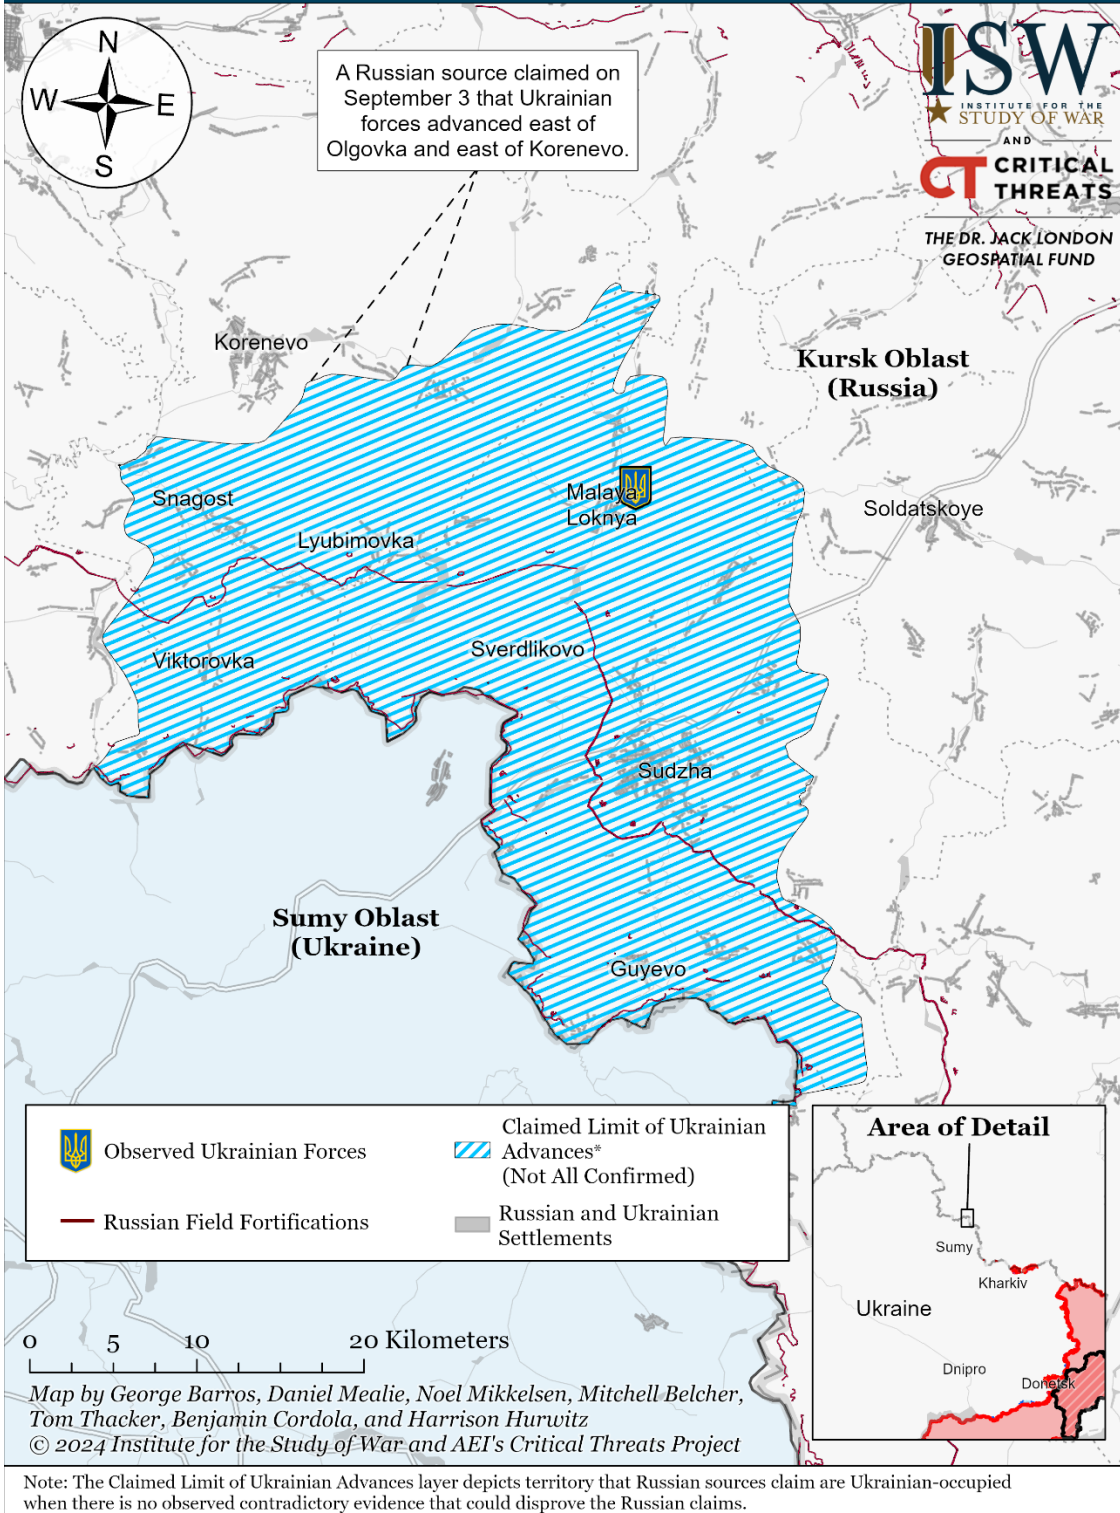 N
W
E
S
A Russian source claimed on
September 3 that Ukrainian
forces advanced east of
Olgovka and east of Korenevo.
ISW
INSTITUTE FOR THE
STUDY OF WAR
AND
CT CRITICAL
THREATS
THE DR. JACK LONDON
GEOSPATIAL FUND
Korenevo
Kursk Oblast
(Russia)
Snagost
Malaya
Loknya
Soldatskoye
Lyubimovka
Sverdlikovo
Viktorovka
Sudzha
Sumy Oblast
(Ukraine)
Guyevo
Observed Ukrainian Forces
Claimed Limit of Ukrainian
Advances*
(Not All Confirmed)
Russian Field Fortifications
Russian and Ukrainian
Settlements
Area of Detail
Sumy
Kharkiv
Ukraine
Dnipro
Donetsk
0 5 10 20 Kilometers
Map by George Barros, Daniel Mealie, Noel Mikkelsen, Mitchell Belcher,
Tom Thacker, Benjamin Cordola, and Harrison Hurwitz
© 2024 Institute for the Study of War and AEI's Critical Threats Project
Note: The Claimed Limit of Ukrainian Advances layer depicts territory that Russian sources claim are Ukrainian-occupied
when there is no observed contradictory evidence that could disprove the Russian claims.